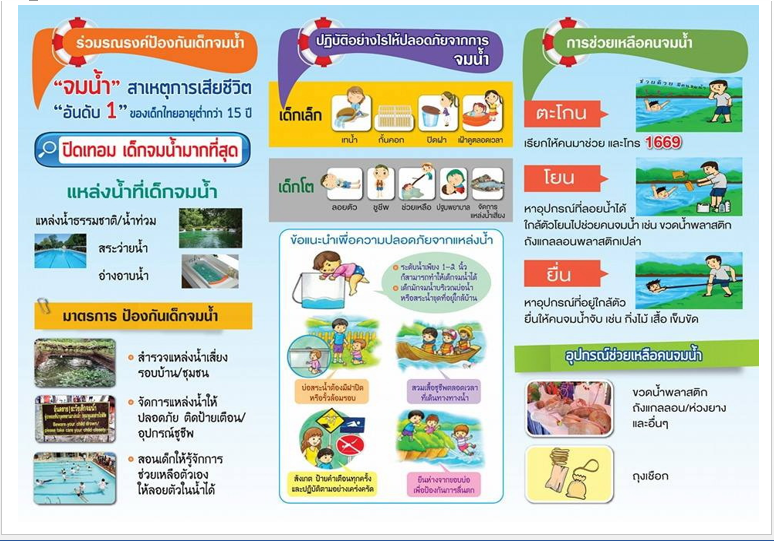 ร่วมรณรงค์ป้องกันเด็กจมน้ำ
"จมน้ำ" สาเหตุการเสียชีวิต
"อันดับ 1" ของเด็กไทยอายุต่ำกว่า 15 ปี
ปิดเทอม เด็กจมน้ำมากที่สุด
แหล่งน้ำที่เด็กจมน้ำ
แหล่งน้ำธรรมชาติ/น้ำท่วม
สระว่ายน้ำ
อ่างอาบน้ำ
มาตรการ ป้องกันเด็กจมน้ำ
สำรวจแหล่งน้ำเสี่ยง
รอบบ้าน/ชุมชน
จัดการแหล่งน้ำให้
ปลอดภัย ติดป้ายเตือน/
อุปกรณ์ชูชีพ
Beware your child drown/
please take care your child closely
สอนเด็กให้รู้จักการ
ช่วยเหลือตัวเอง
ให้ลอยตัวในน้ำได้
ปฏิบัติอย่างไรให้ปลอดภัยจากการ
จมน้ำ
เด็กเล็ก
เทน้ำ
กั้นคอก
ปิดฝา
เฝ้าดูตลอดเวลา
เด็กโต
ลอยตัว
ชูชีพ
ช่วยเหลือ
ปฐมพยาบาล
จัดการ
แหล่งน้ำเสี่ยง
ข้อแนะนำเพื่อความปลอดภัยจากแหล่งน้ำ
ระดับน้ำเพียง 1-2 นิ้ว
ก็สามารถทำให้เด็กจมน้ำได้
เด็กมักจมน้ำบริเวณบ่อน้ำ
หรือสระน้ำขุดที่อยู่ใกล้บ้าน
บ่อสระน้ำต้องมีฝาปิด
หรือรั้วล้อมรอบ
สวมเสื้อชูชีพตลอดเวลา
ที่เดินทางทางน้ำ
สังเกต ป้ายคำเตือนทุกครั้ง
และปฏิบัติตามอย่างเคร่งครัด
ยืนห่างจากขอบบ่อ
เพื่อป้องกันการลื่นตก
การช่วยเหลือคนจมน้ำ
ช่วยด้วย มีคนจมน้ำ
ตะโกน
เรียกให้คนมาช่วย และโทร 1669
โยน
หาอุปกรณ์ที่ลอยน้ำได้
ใกล้ตัวโยนไปช่วยคนจมน้ำ เช่น ขวดน้ำพลาสติก
ถังแกลลอนพลาสติกเปล่า
ยื่น
หาอุปกรณ์ที่อยู่ใกล้ตัว
ยื่นให้คนจมน้ำจับ เช่น กิ่งไม้ เสื้อ เข็มขัด
อุปกรณ์ช่วยเหลือคนจมน้ำ
ขวดน้ำพลาสติก
ถังแกลลอน/ห่วงยาง
และอื่นๆ
ถุงเชือก